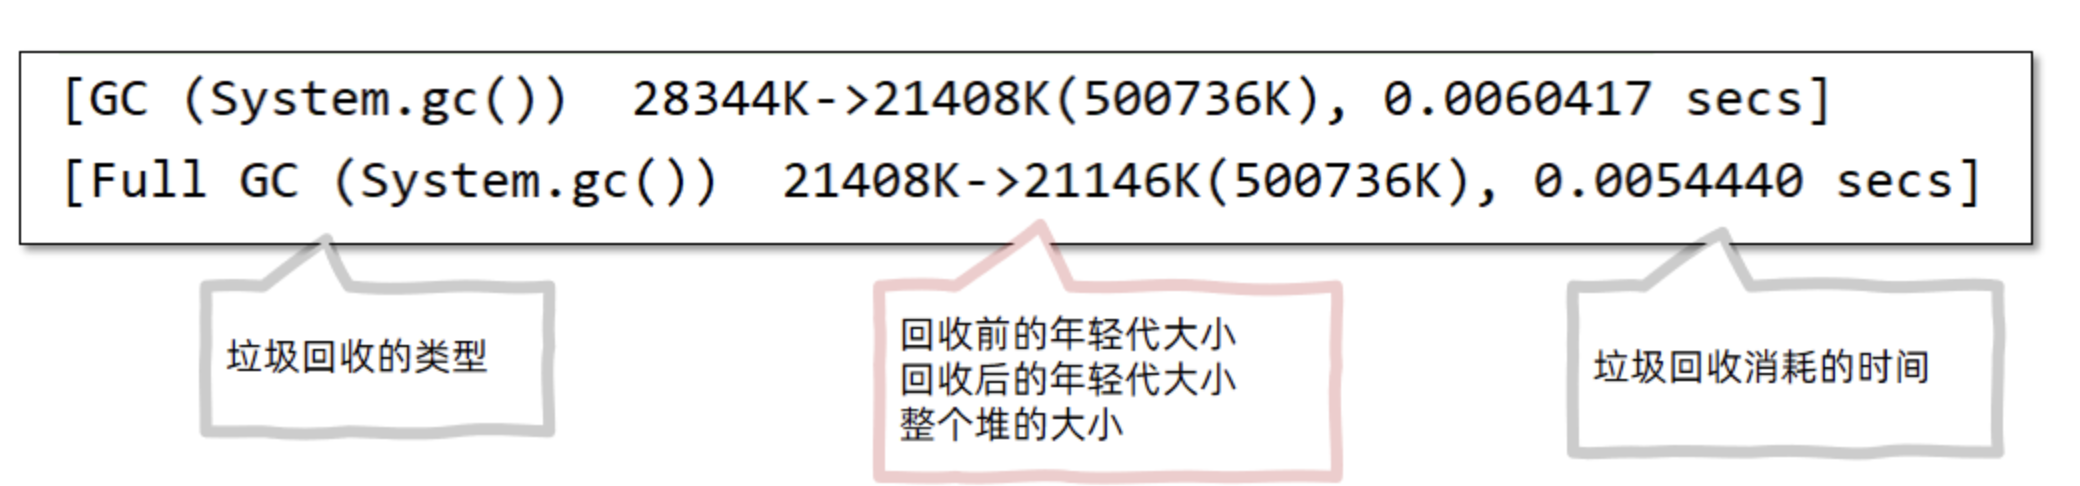 [GC (System.gc())  28344K->21408K(500736K), 0.0060417 secs]
[Full GC (System.gc())  21408K->21146K(500736K), 0.0054440 secs]
垃圾回收的类型
回收前的年轻代大小
回收后的年轻代大小
整个堆的大小
垃圾回收消耗的时间